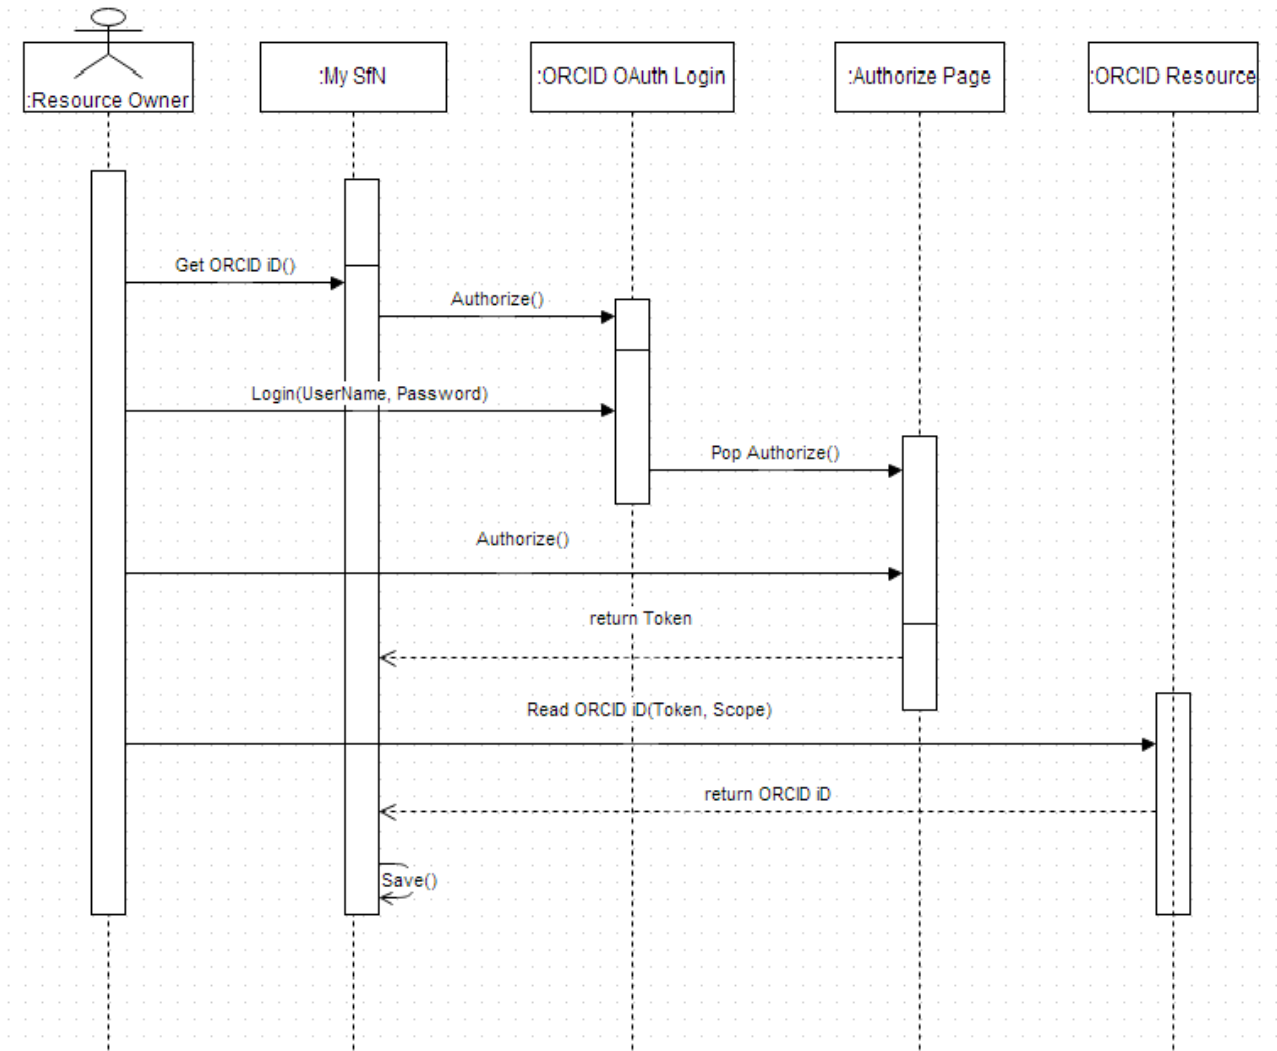 :Resource Owner
:My SfN
:ORCID OAuth Login
:Authorize Page
:ORCID Resource
Get ORCID iD()
Authorize()
Login(UserName, Password)
Pop Authorize()
Authorize()
return Token
Read ORCID iD(Token, Scope)
return ORCID iD
Save()